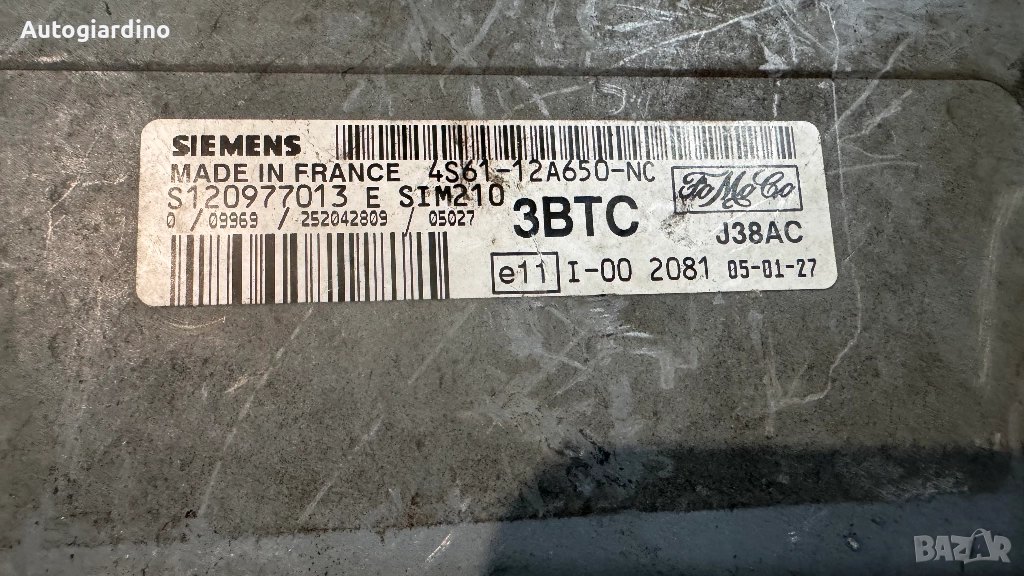 Autogiardino
SIEMENS
MADE IN FRANCE 4S61-12A650-NC
S120977013 E SIM210
FoMoCo
0 / 09969 / 252042809 / 05027
3BTC
J38AC
e11 I-00 2081 05-01-27
BAZAR